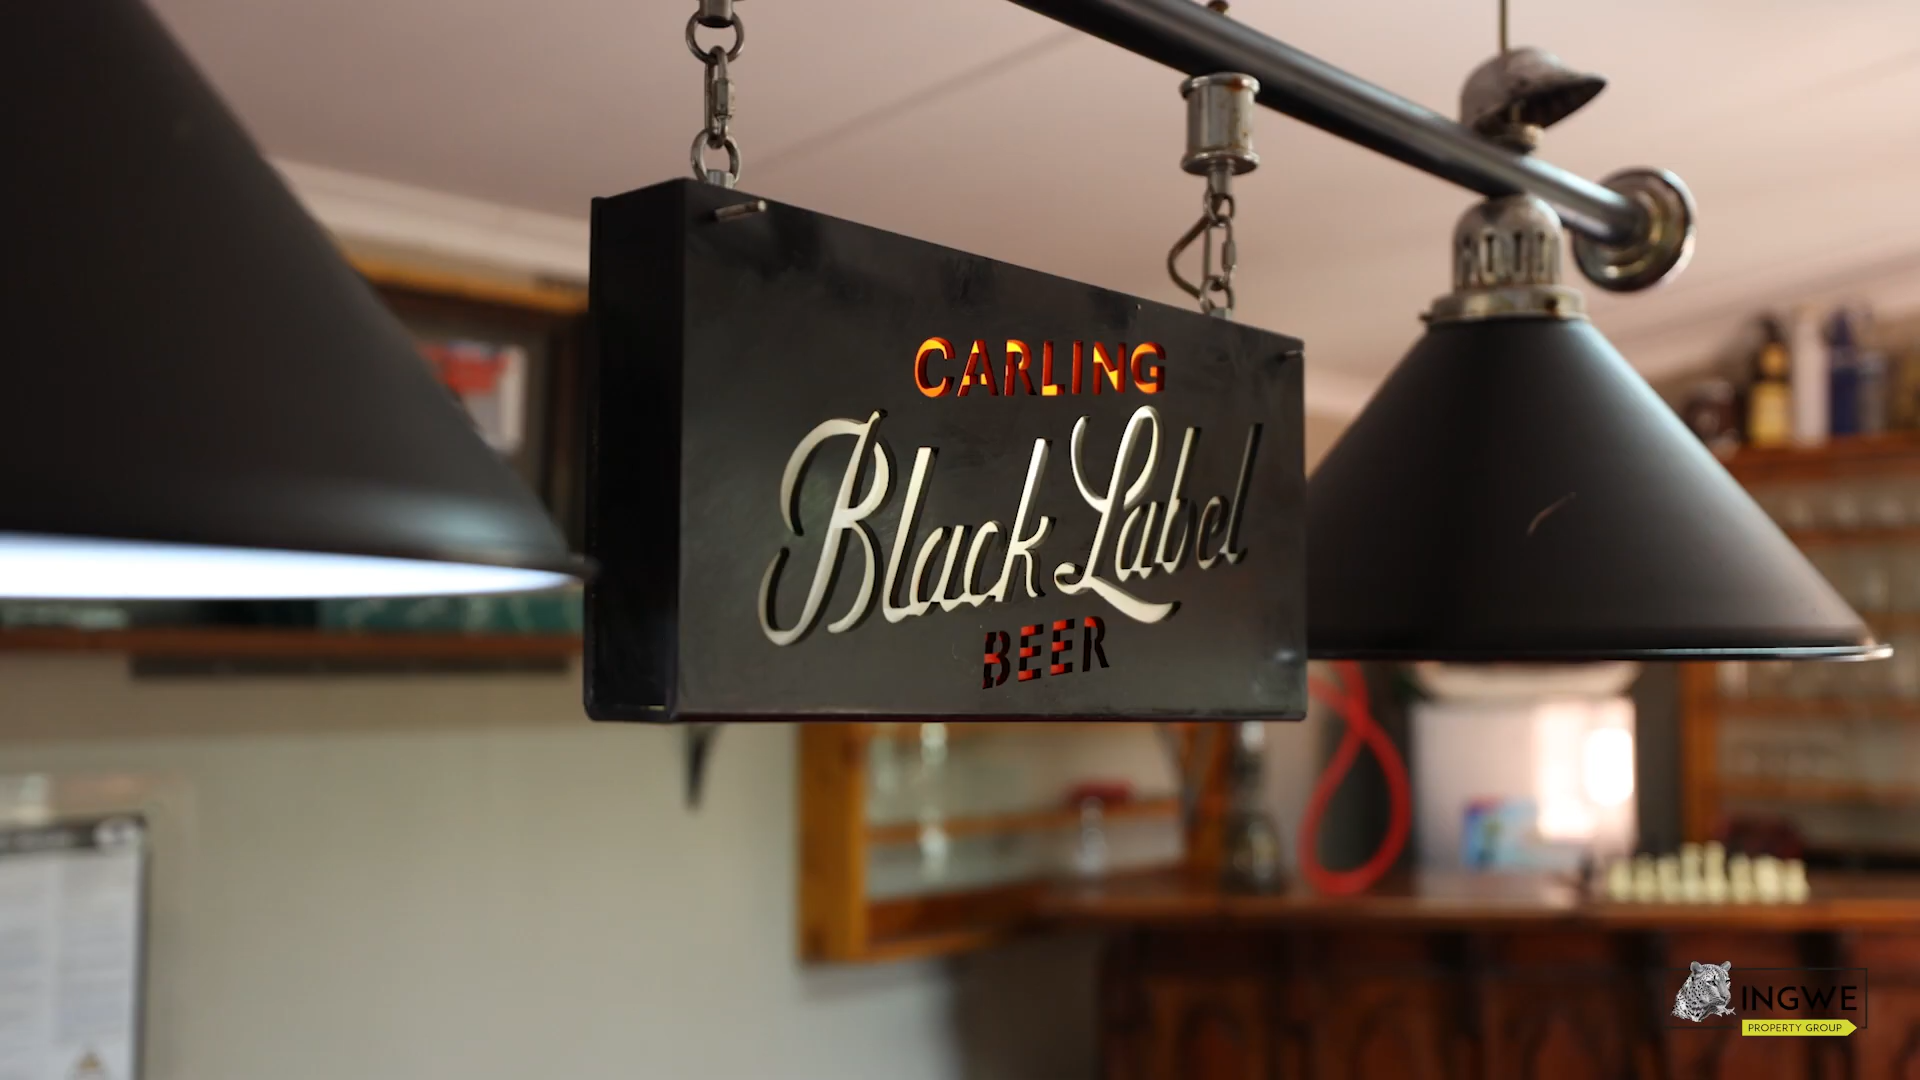 CARLING
Black Label
BEER
INGWE
PROPERTY GROUP